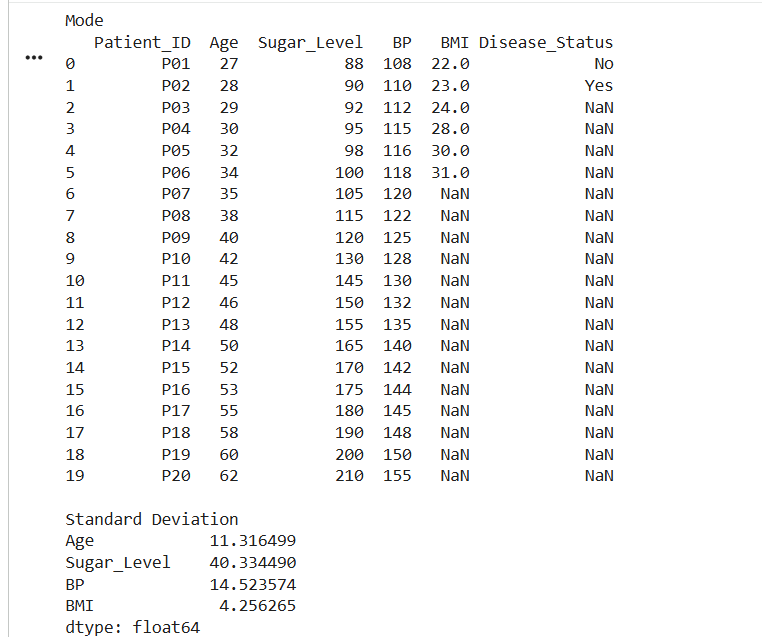 Mode
Patient_ID Age Sugar_Level BP BMI Disease_Status
0 P01 27 88 108 22.0 No
1 P02 28 90 110 23.0 Yes
2 P03 29 92 112 24.0 NaN
3 P04 30 95 115 28.0 NaN
4 P05 32 98 116 30.0 NaN
5 P06 34 100 118 31.0 NaN
6 P07 35 105 120 NaN NaN
7 P08 38 115 122 NaN NaN
8 P09 40 120 125 NaN NaN
9 P10 42 130 128 NaN NaN
10 P11 45 145 130 NaN NaN
11 P12 46 150 132 NaN NaN
12 P13 48 155 135 NaN NaN
13 P14 50 165 140 NaN NaN
14 P15 52 170 142 NaN NaN
15 P16 53 175 144 NaN NaN
16 P17 55 180 145 NaN NaN
17 P18 58 190 148 NaN NaN
18 P19 60 200 150 NaN NaN
19 P20 62 210 155 NaN NaN
Standard Deviation
Age 11.316499
Sugar_Level 40.334490
BP 14.523574
BMI 4.256265
dtype: float64